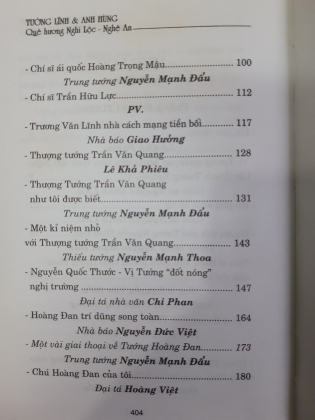 TƯỚNG LĨNH & ANH HÙNG
Quê hương Nghi Lộc - Nghệ An
- Chí sĩ ái quốc Hoàng Trọng Mậu.................... 100
Trung tướng Nguyễn Mạnh Đẩu
- Chí sĩ Trần Hữu Lực.................... 112
PV.
- Trương Văn Lĩnh nhà cách mạng tiền bối.......... 117
Nhà báo Giao Hưởng
- Thượng tướng Trần Văn Quang.................... 128
Lê Khả Phiêu
- Thượng Tướng Trần Văn Quang
như tôi được biết.................... 131
Trung tướng Nguyễn Mạnh Đẩu
- Một kỉ niệm nhỏ
với Thượng tướng Trần Văn Quang.................... 143
Thiếu tướng Nguyễn Mạnh Thoa
- Nguyễn Quốc Thước - Vị Tướng “đốt nóng”
nghị trường .................... 147
Đại tá nhà văn Chi Phan
- Hoàng Đan trí dũng song toàn.................... 164
Nhà báo Nguyễn Đức Việt
- Một vài giai thoại về Tướng Hoàng Đan.......... 173
Trung tướng Nguyễn Mạnh Đẩu
- Chú Hoàng Đan của tôi.................... 180
Đại tá Hoàng Việt
404